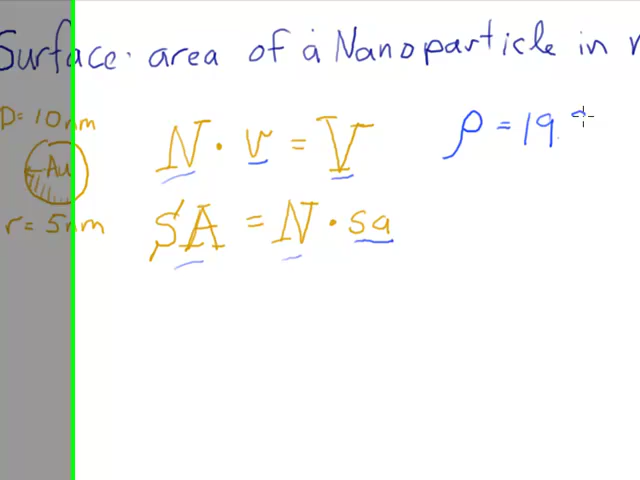 Surface area of a Nanoparticle in
D = 10 nm
Au
r = 5 nm
N · v = V
SA = N · sa
ρ = 19.